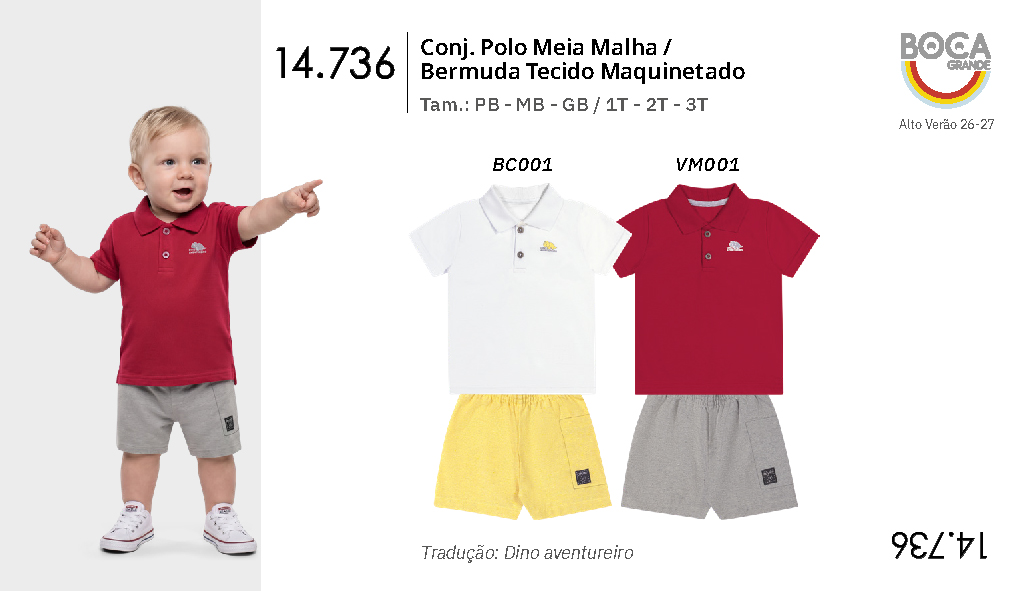 14.736
Conj. Polo Meia Malha /
Bermuda Tecido Maquinetado
Tam.: PB - MB - GB / 1T - 2T - 3T
BOCA
GRANDE
Alto Verão 26-27
BC001
VM001
Tradução: Dino aventureiro
14.736